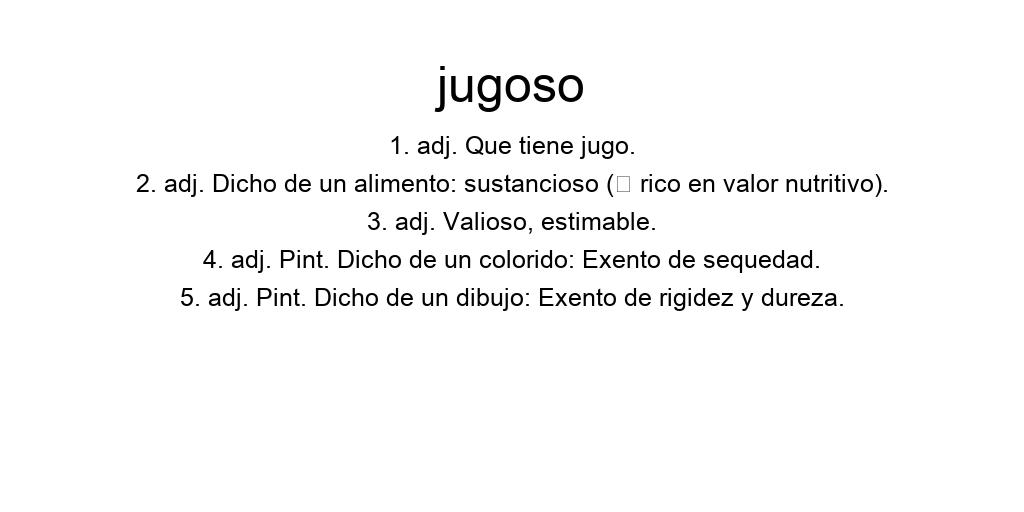 jugoso
1. adj. Que tiene jugo.
2. adj. Dicho de un alimento: sustancioso (□ rico en valor nutritivo).
3. adj. Valioso, estimable.
4. adj. Pint. Dicho de un colorido: Exento de sequedad.
5. adj. Pint. Dicho de un dibujo: Exento de rigidez y dureza.